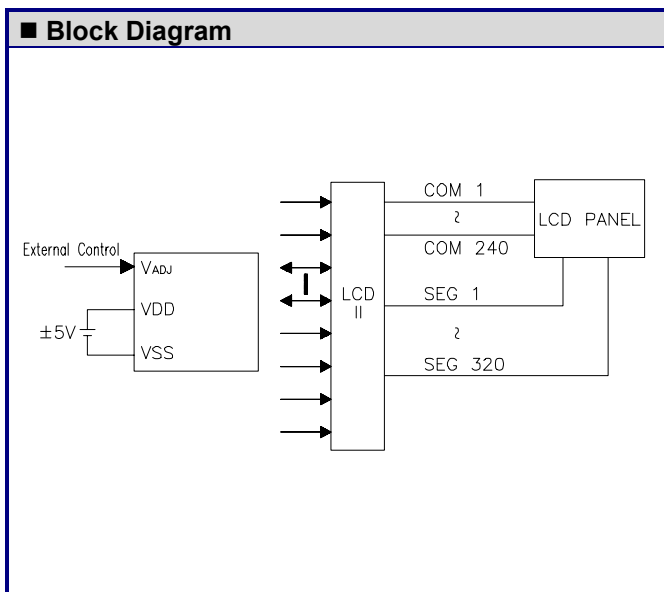 ■ Block Diagram
External Control
VADJ
VDD
±5V
VSS
LCD
II
COM 1
~
COM 240
SEG 1
~
SEG 320
LCD PANEL